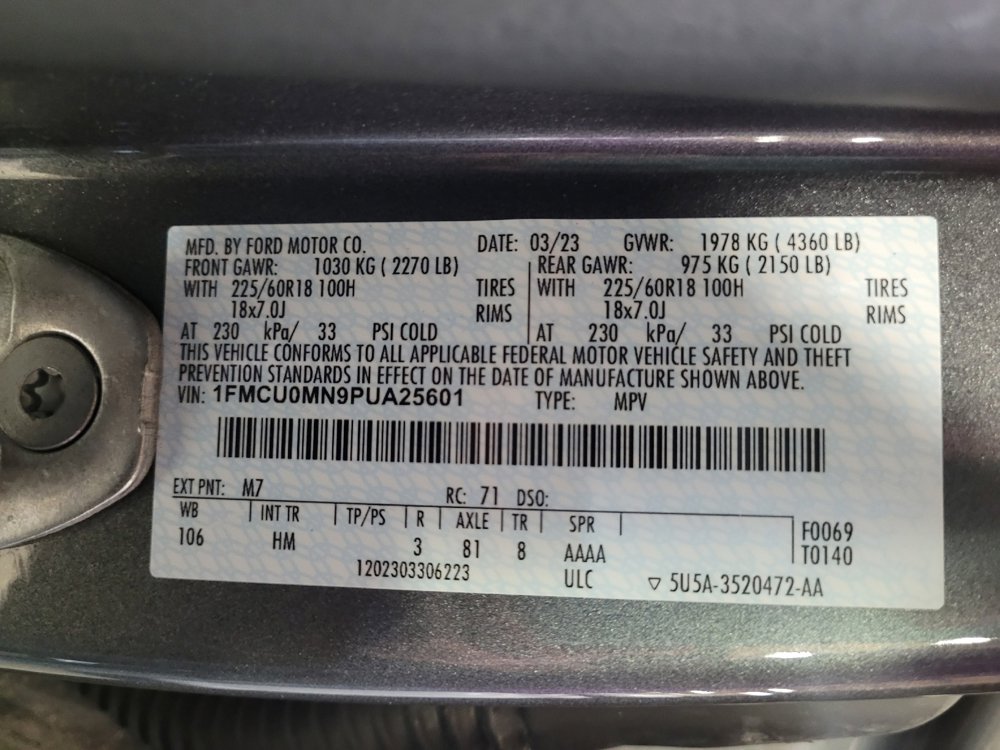 MFD. BY FORD MOTOR CO. DATE: 03/23 GVWR: 1978 KG ( 4360 LB)
FRONT GAWR: 1030 KG ( 2270 LB) REAR GAWR: 975 KG ( 2150 LB)
WITH 225/60R18 100H TIRES WITH 225/60R18 100H TIRES
18x7.0J RIMS 18x7.0J RIMS
AT 230 kPa/ 33 PSI COLD AT 230 kPa/ 33 PSI COLD
THIS VEHICLE CONFORMS TO ALL APPLICABLE FEDERAL MOTOR VEHICLE SAFETY AND THEFT
PREVENTION STANDARDS IN EFFECT ON THE DATE OF MANUFACTURE SHOWN ABOVE.
VIN: 1FMCU0MN9PUA25601 TYPE: MPV
EXT PNT: M7 RC: 71 DSO:
WB INT TR TP/PS R AXLE TR SPR F0069
106 HM 3 81 8 AAAA T0140
1202303306223 ULC 5U5A-3520472-AA